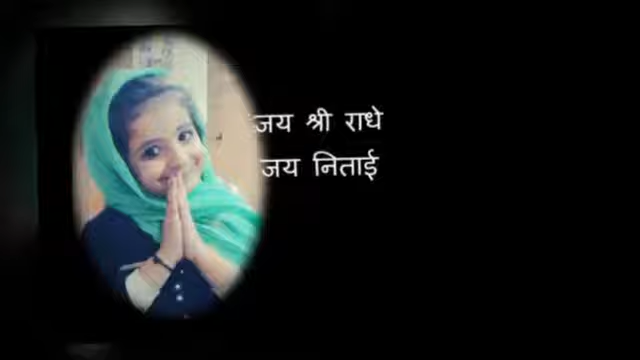 जय श्री राधे
जय निताई